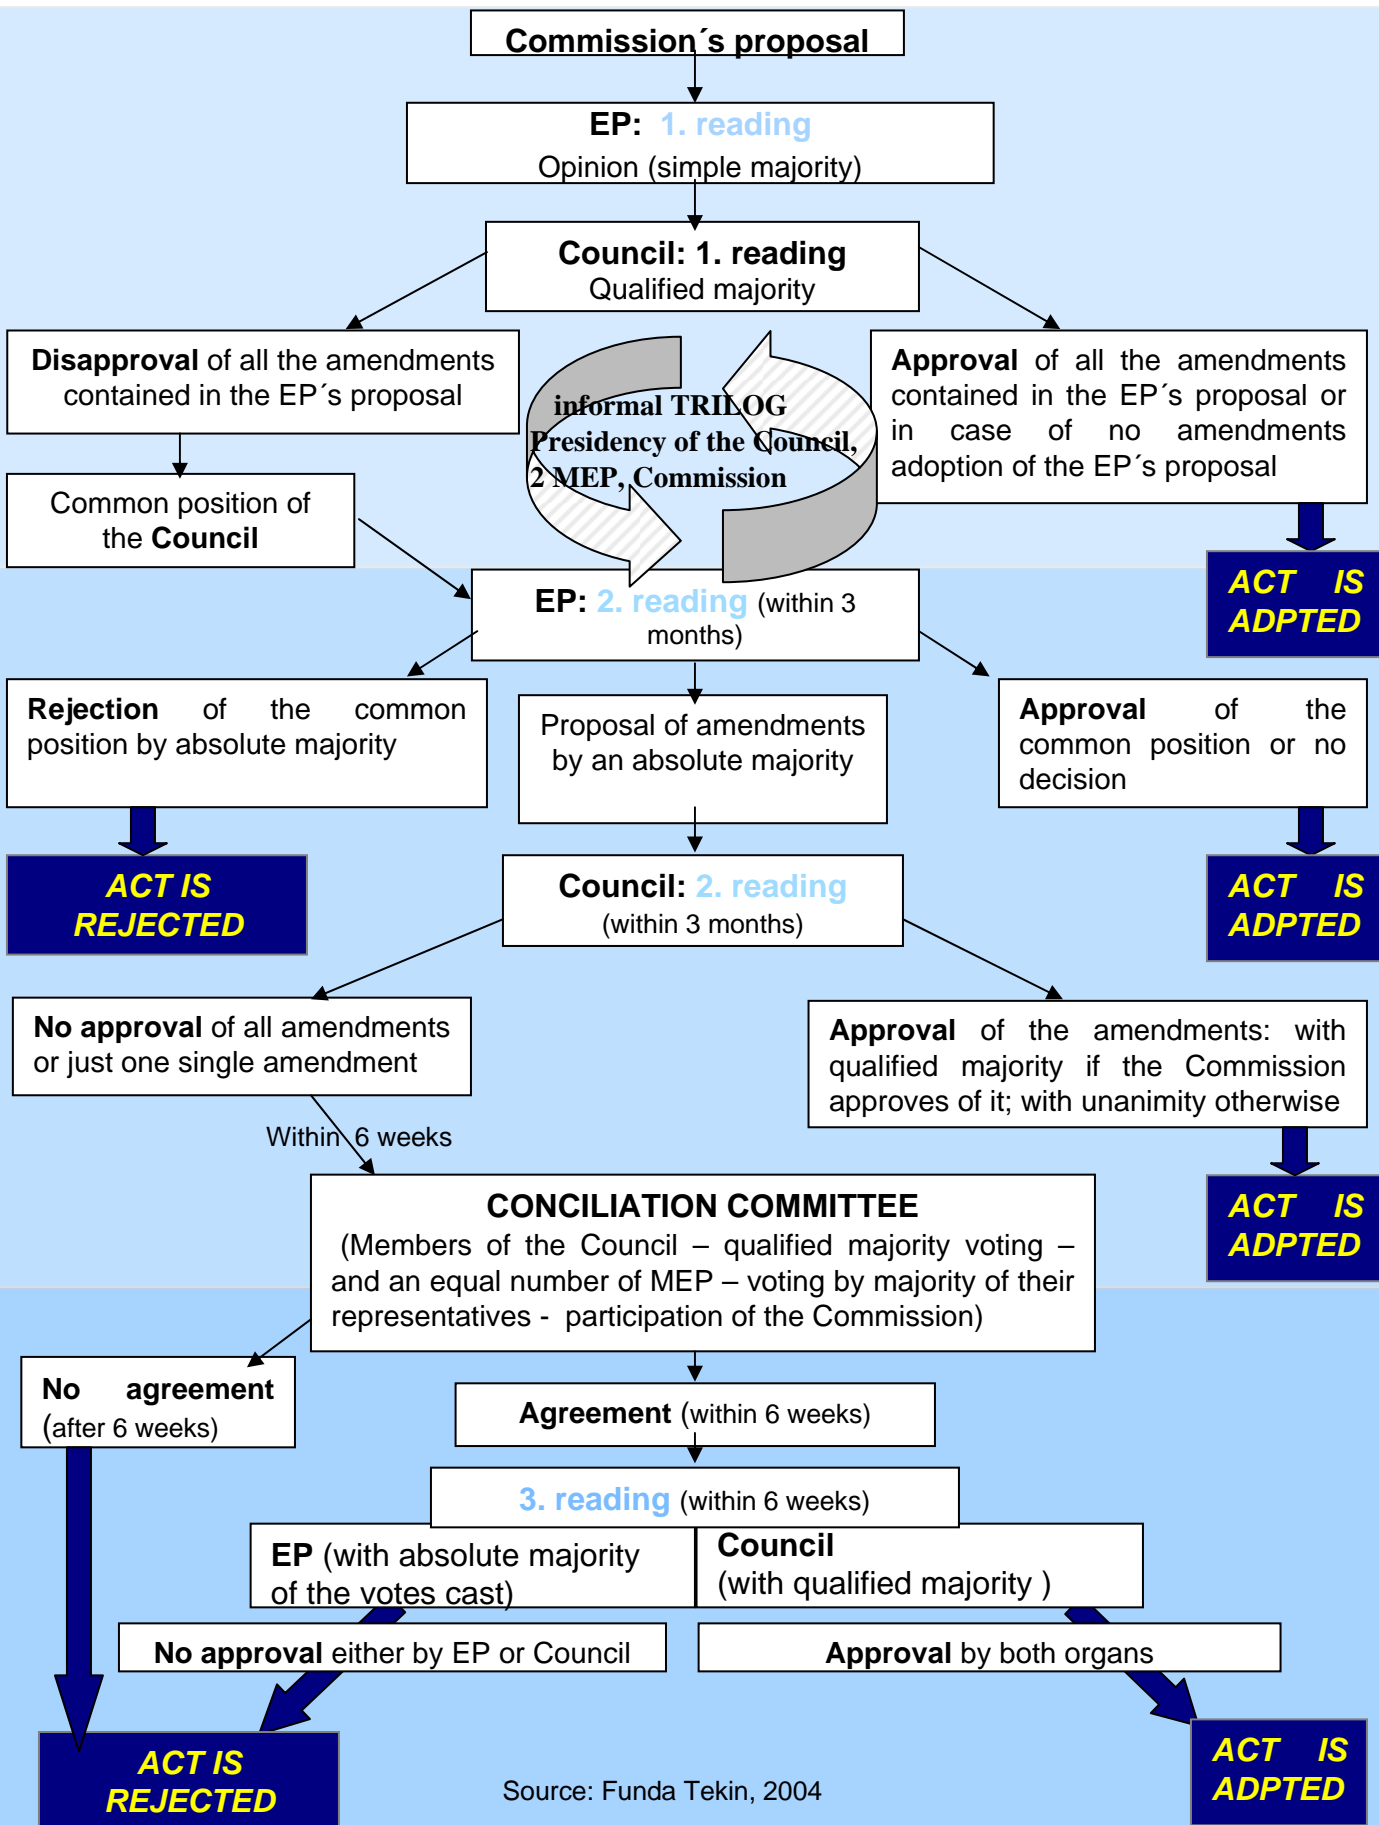 Commission´s proposal
EP: 1. reading
Opinion (simple majority)
Council: 1. reading
Qualified majority
Disapproval of all the amendments
contained in the EP´s proposal
informal TRILOG
Presidency of the Council,
2 MEP, Commission
Approval of all the amendments
contained in the EP´s proposal or
in case of no amendments
adoption of the EP´s proposal
Common position of
the Council
ACT IS
ADPTED
EP: 2. reading (within 3
months)
Rejection of the common
position by absolute majority
Proposal of amendments
by an absolute majority
Approval of the
common position or no
decision
ACT IS
REJECTED
Council: 2. reading
(within 3 months)
ACT IS
ADPTED
No approval of all amendments
or just one single amendment
Approval of the amendments: with
qualified majority if the Commission
approves of it; with unanimity otherwise
Within 6 weeks
CONCILIATION COMMITTEE
(Members of the Council – qualified majority voting –
and an equal number of MEP – voting by majority of their
representatives - participation of the Commission)
ACT IS
ADPTED
No agreement
(after 6 weeks)
Agreement (within 6 weeks)
3. reading (within 6 weeks)
EP (with absolute majority
of the votes cast)
Council
(with qualified majority )
No approval either by EP or Council
Approval by both organs
ACT IS
REJECTED
Source: Funda Tekin, 2004
ACT IS
ADPTED